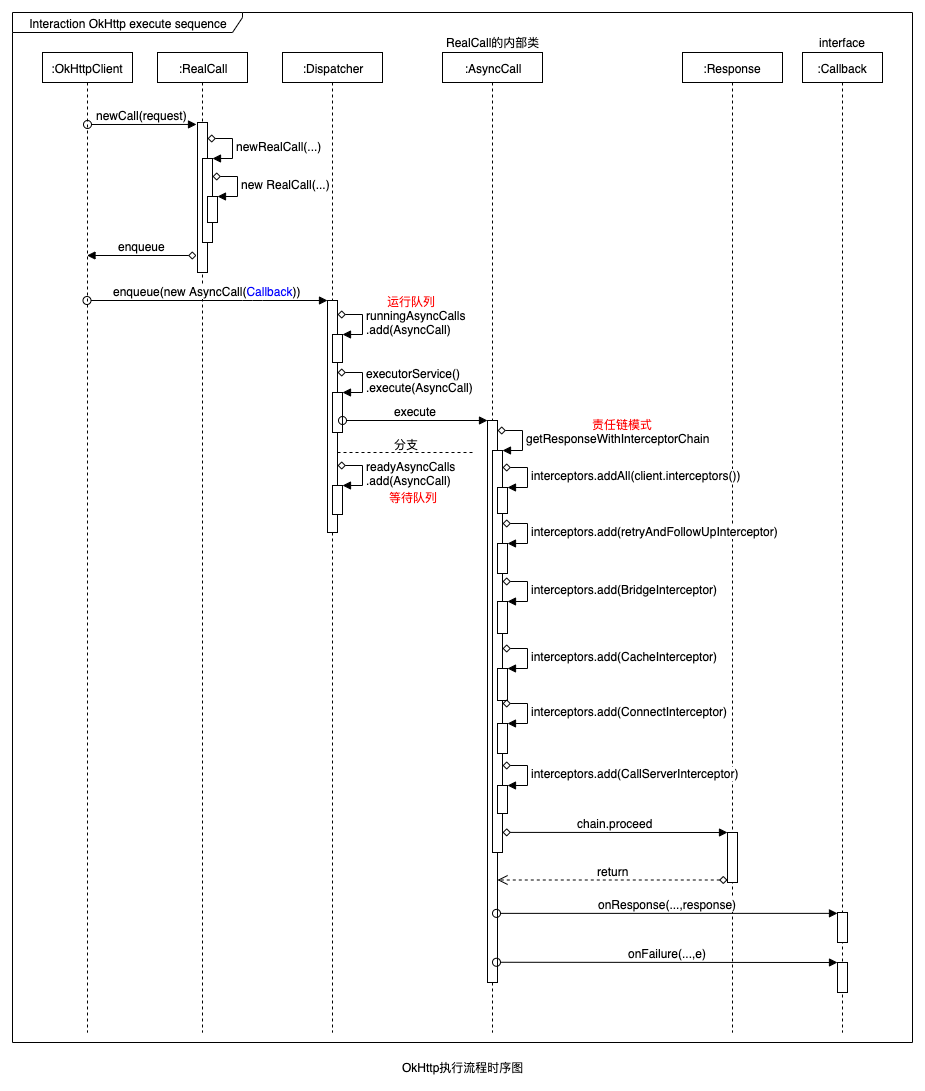 Interaction OkHttp execute sequence
RealCall的内部类
interface
:OkHttpClient
:RealCall
:Dispatcher
:AsyncCall
:Response
:Callback
newCall(request)
newRealCall(...)
new RealCall(...)
enqueue
enqueue(new AsyncCall(Callback))
运行队列
runningAsyncCalls
.add(AsyncCall)
executorService()
.execute(AsyncCall)
execute
责任链模式
getResponseWithInterceptorChain
分支
readyAsyncCalls
.add(AsyncCall)
等待队列
interceptors.addAll(client.interceptors())
interceptors.add(retryAndFollowUpInterceptor)
interceptors.add(BridgeInterceptor)
interceptors.add(CacheInterceptor)
interceptors.add(ConnectInterceptor)
interceptors.add(CallServerInterceptor)
chain.proceed
return
onResponse(...,response)
onFailure(...,e)
OkHttp执行流程时序图